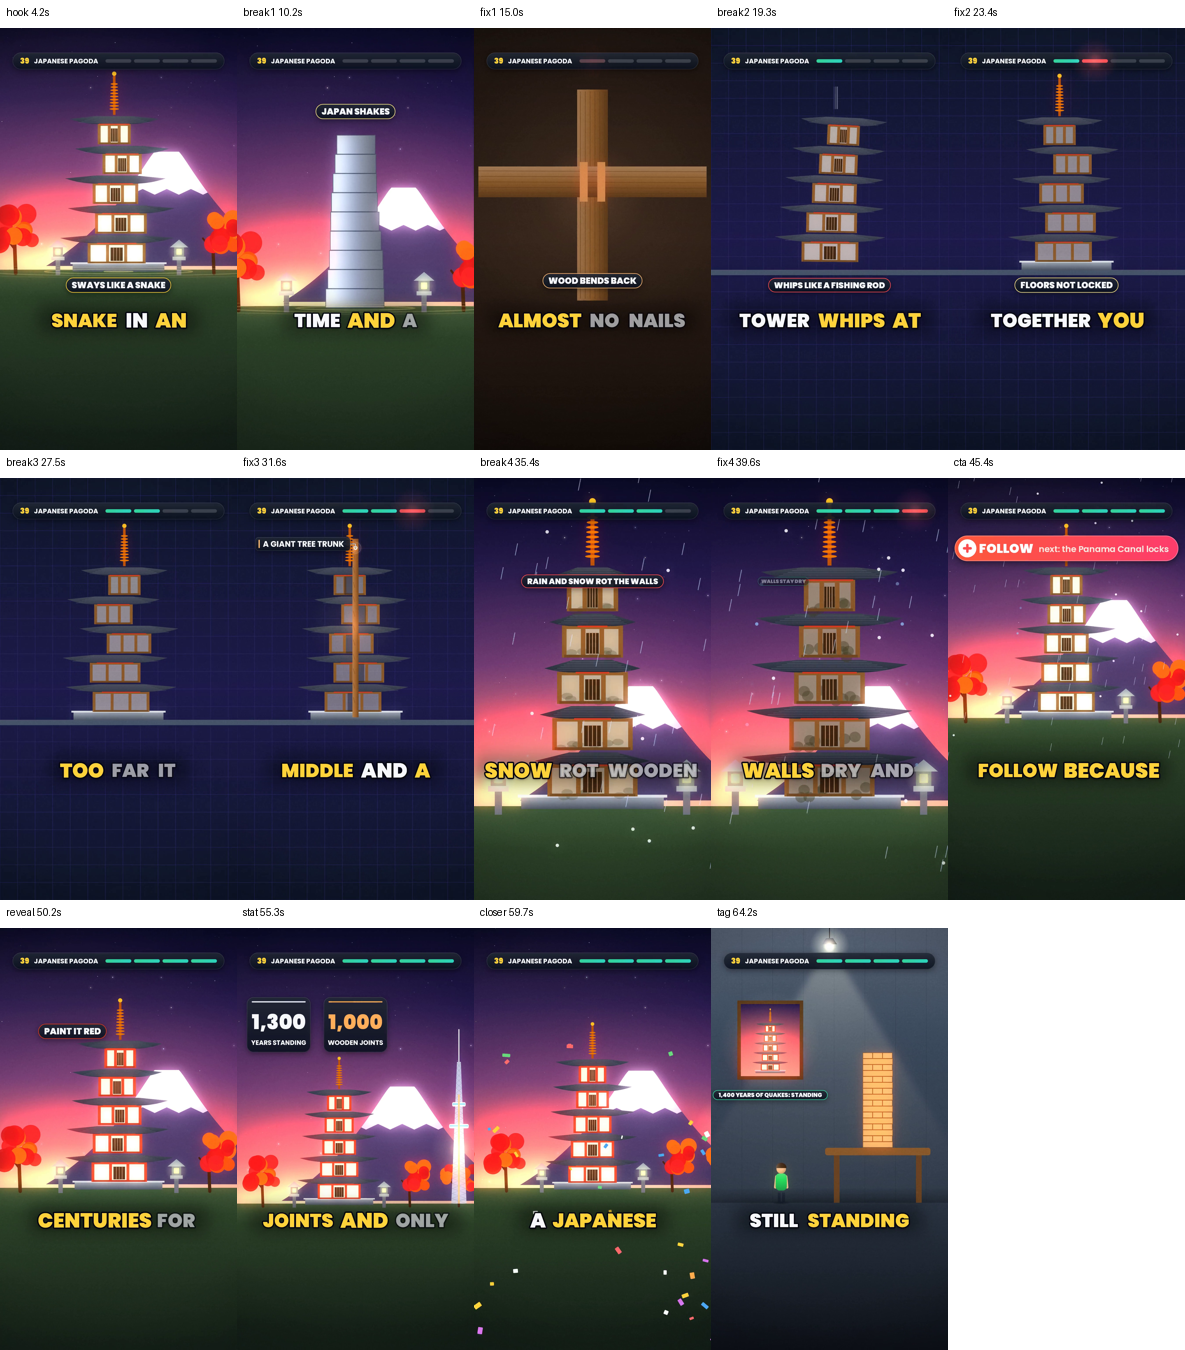 hook 4.2s
39 JAPANESE PAGODA
SWAYS LIKE A SNAKE
SNAKE IN AN
break1 10.2s
39 JAPANESE PAGODA
JAPAN SHAKES
TIME AND A
fix1 15.0s
39 JAPANESE PAGODA
WOOD BENDS BACK
ALMOST NO NAILS
break2 19.3s
39 JAPANESE PAGODA
WHIPS LIKE A FISHING ROD
TOWER WHIPS AT
fix2 23.4s
39 JAPANESE PAGODA
FLOORS NOT LOCKED
TOGETHER YOU
break3 27.5s
39 JAPANESE PAGODA
TOO FAR IT
fix3 31.6s
39 JAPANESE PAGODA
A GIANT TREE TRUNK
MIDDLE AND A
break4 35.4s
39 JAPANESE PAGODA
RAIN AND SNOW ROT THE WALLS
SNOW ROT WOODEN
fix4 39.6s
39 JAPANESE PAGODA
WALLS STAY DRY
WALLS DRY AND
cta 45.4s
39 JAPANESE PAGODA
FOLLOW next: the Panama Canal locks
FOLLOW BECAUSE
reveal 50.2s
39 JAPANESE PAGODA
PAINT IT RED
CENTURIES FOR
stat 55.3s
39 JAPANESE PAGODA
1,300
YEARS STANDING
1,000
WOODEN JOINTS
JOINTS AND ONLY
closer 59.7s
39 JAPANESE PAGODA
A JAPANESE
tag 64.2s
39 JAPANESE PAGODA
1,400 YEARS OF QUAKES: STANDING
STILL STANDING